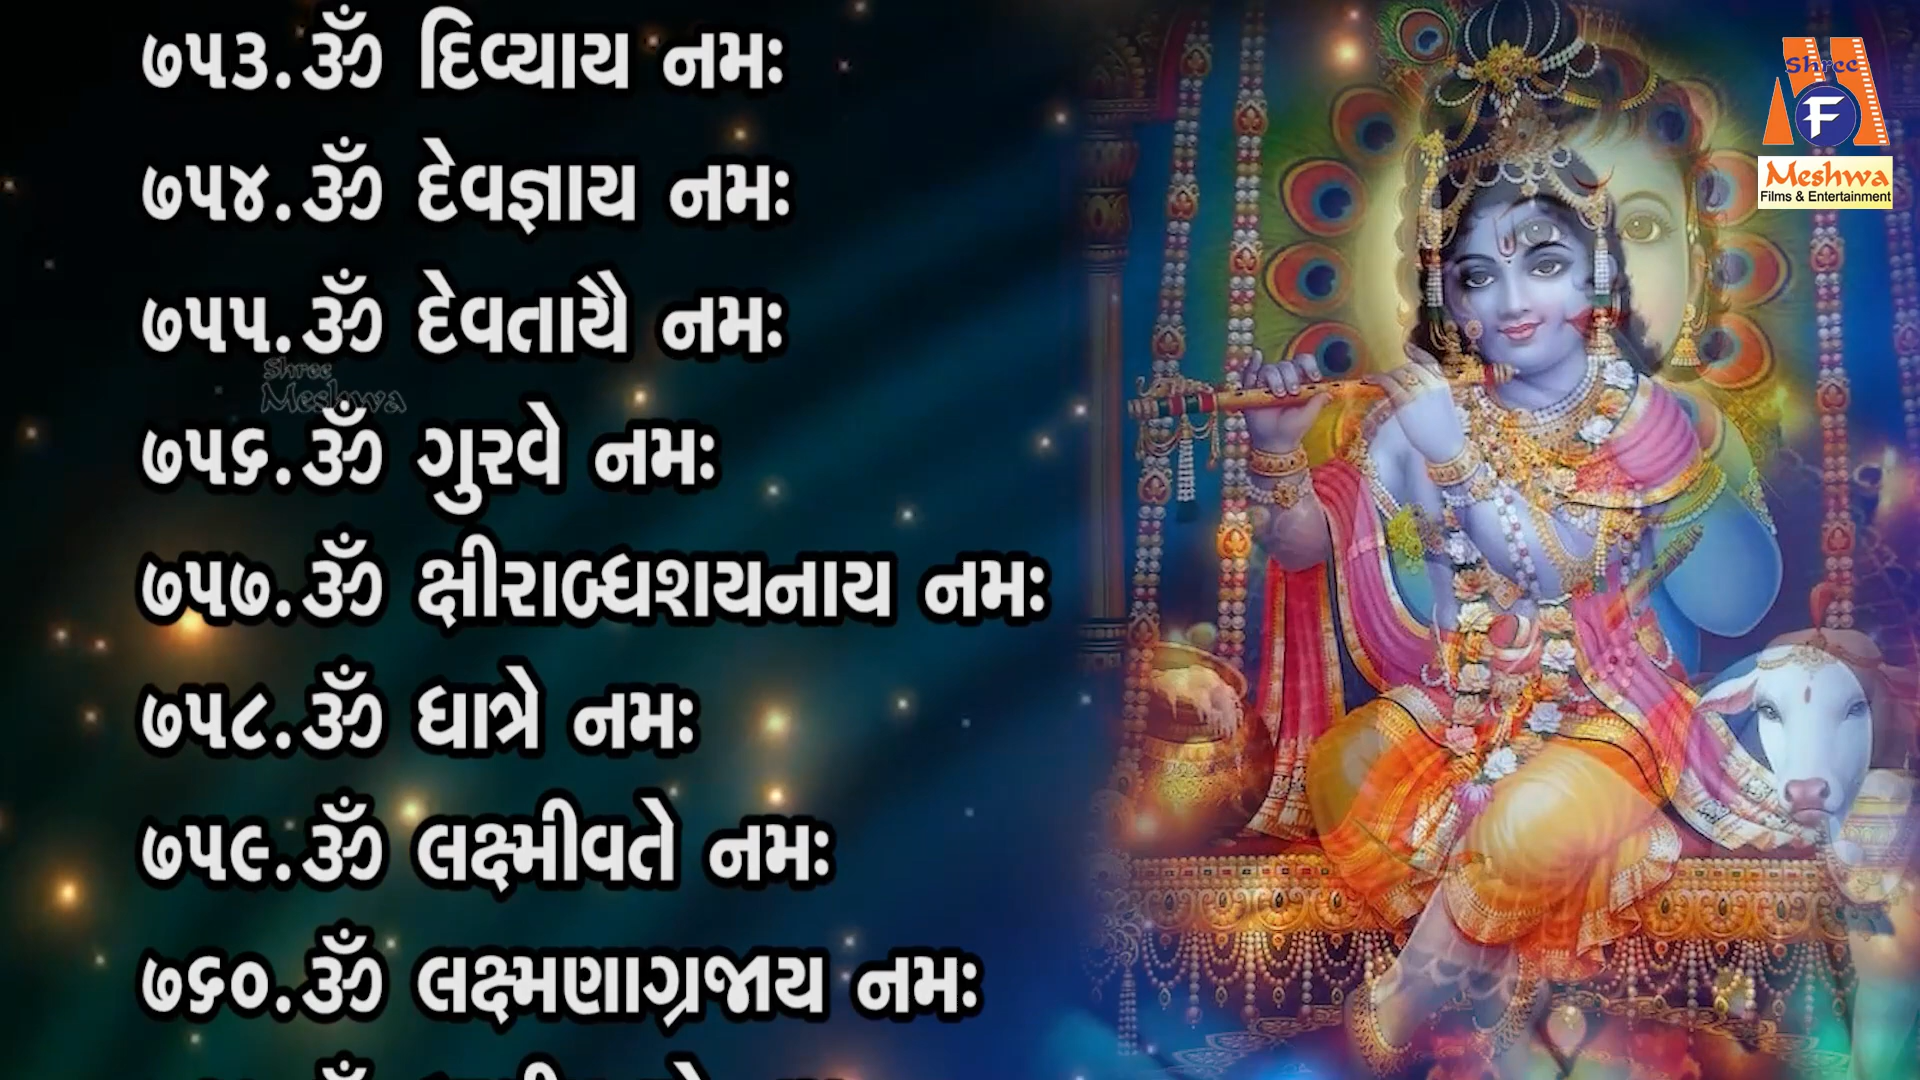 ૭૫૩.ૐ દિવ્યાય નમઃ
૭૫૪.ૐ દેવજ્ઞાય નમઃ
૭૫૫.ૐ દેવતાયૈ નમઃ
૭૫૬.ૐ ગુરવે નમઃ
૭૫૭.ૐ ક્ષીરાબ્ધશયનાય નમઃ
૭૫૮.ૐ ધાત્રે નમઃ
૭૫૯.ૐ લક્ષ્મીવતે નમઃ
૭૬૦.ૐ લક્ષ્મણાગ્રજાય નમઃ
Shree
Meshwa
Shree
F
Meshwa
Films & Entertainment